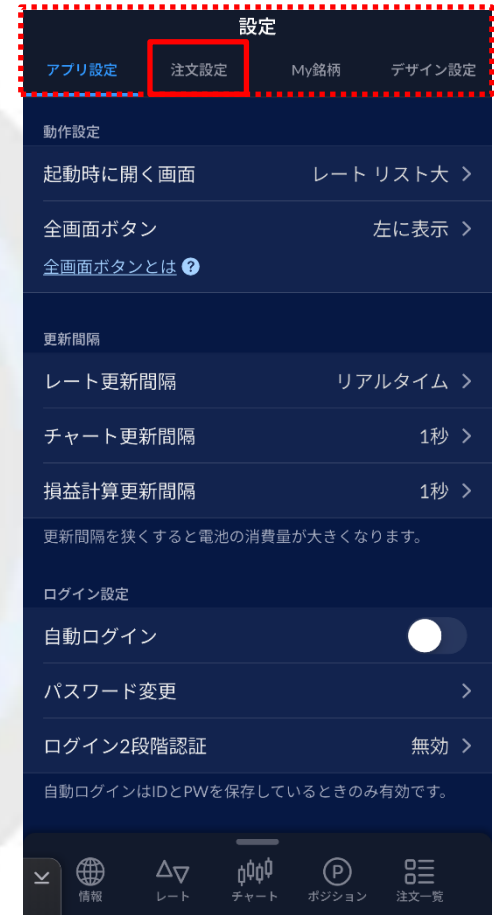 設定
アプリ設定 注文設定 My銘柄 デザイン設定
動作設定
起動時に開く画面 レート リスト大
全画面ボタン 左に表示
全画面ボタンとは ?
更新間隔
レート更新間隔 リアルタイム
チャート更新間隔 1秒
損益計算更新間隔 1秒
更新間隔を狭くすると電池の消費量が大きくなります。
ログイン設定
自動ログイン
パスワード変更
ログイン2段階認証 無効
自動ログインはIDとPWを保存しているときのみ有効です。
情報 レート チャート P ポジション 注文一覧